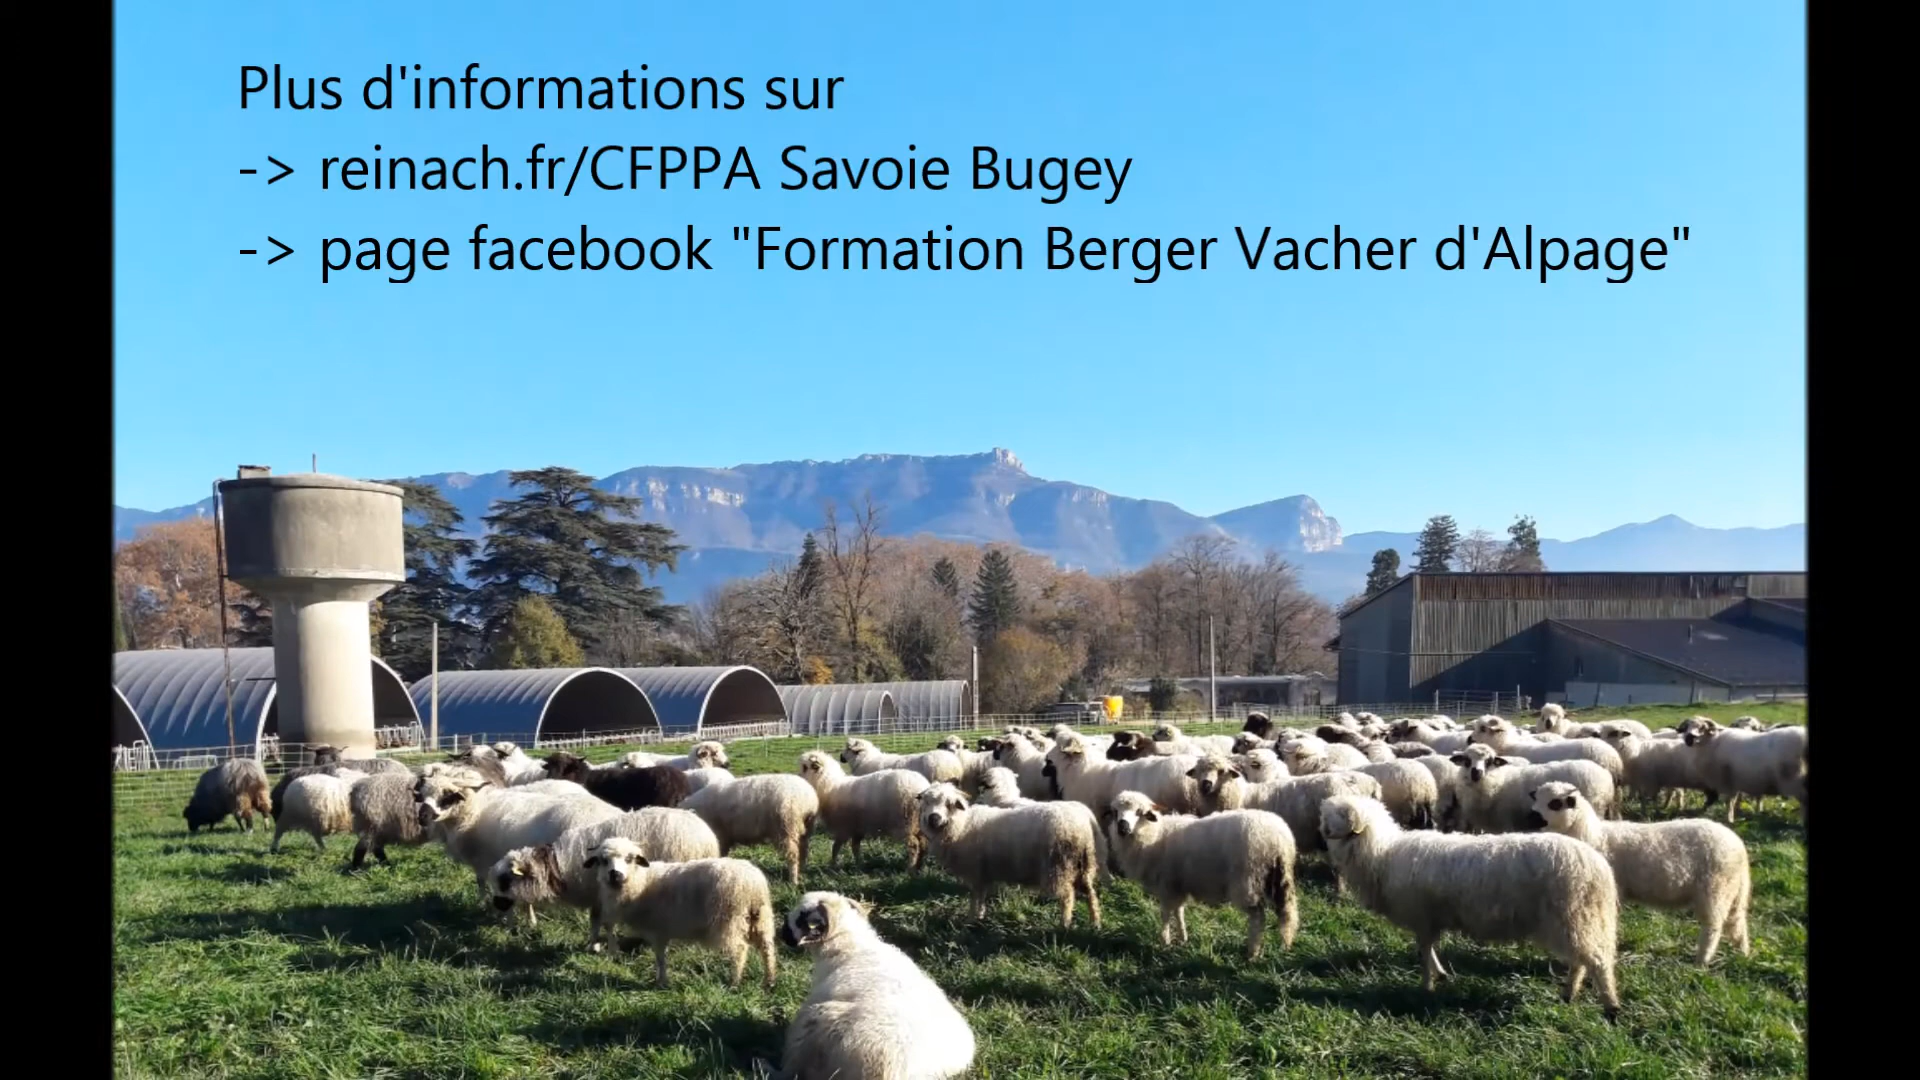 Plus d'informations sur
-> reinach.fr/CFPPA Savoie Bugey
-> page facebook "Formation Berger Vacher d'Alpage"